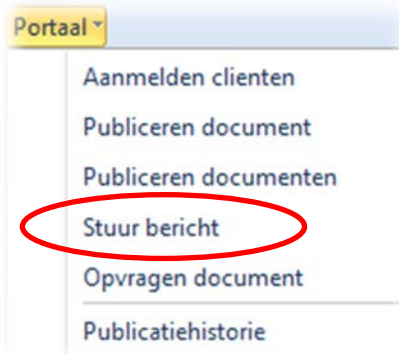 Portaal
Aanmelden clienten
Publiceren document
Publiceren documenten
Stuur bericht
Opvragen document
Publicatiehistorie